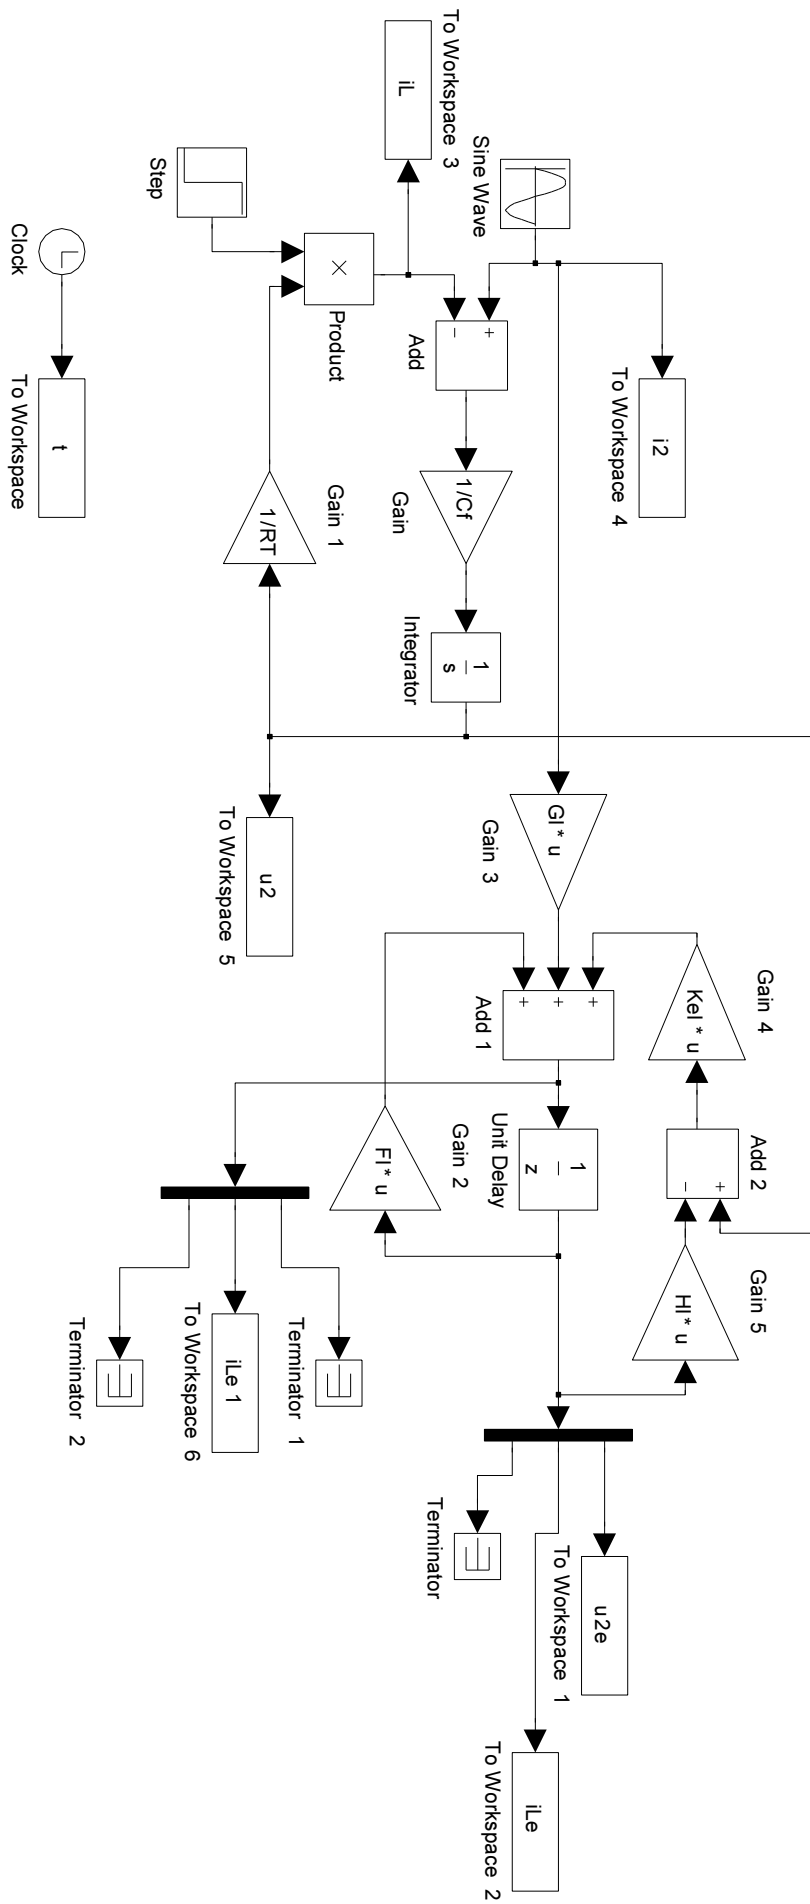 Gain 4
Add 2
Gain 5
KeI * u
+
-
HI* u
i2
To Workspace 4
u2e
To Workspace 1
Sine Wave
GI * u
Gain 3
+
+
+
Add 1
1
z
Unit Delay
iLe
To Workspace 2
Terminator
+
-
Add
1/Cf
Gain
1
s
Integrator
Gain 2
FI* u
iL
To Workspace 3
×
Product
Gain 1
1/RT
Terminator 1
u2
To Workspace 5
iLe 1
To Workspace 6
Step
Terminator 2
t
Clock
To Workspace